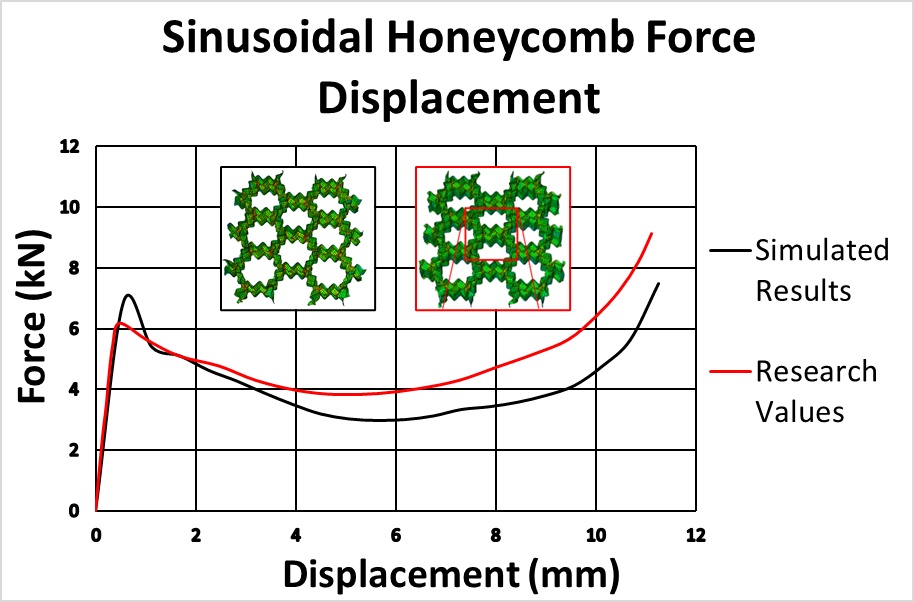 Sinusoidal Honeycomb Force
Displacement
12
10
8
6
4
2
0
Force (kN)
0 2 4 6 8 10 12
Displacement (mm)
Simulated
Results
Research
Values